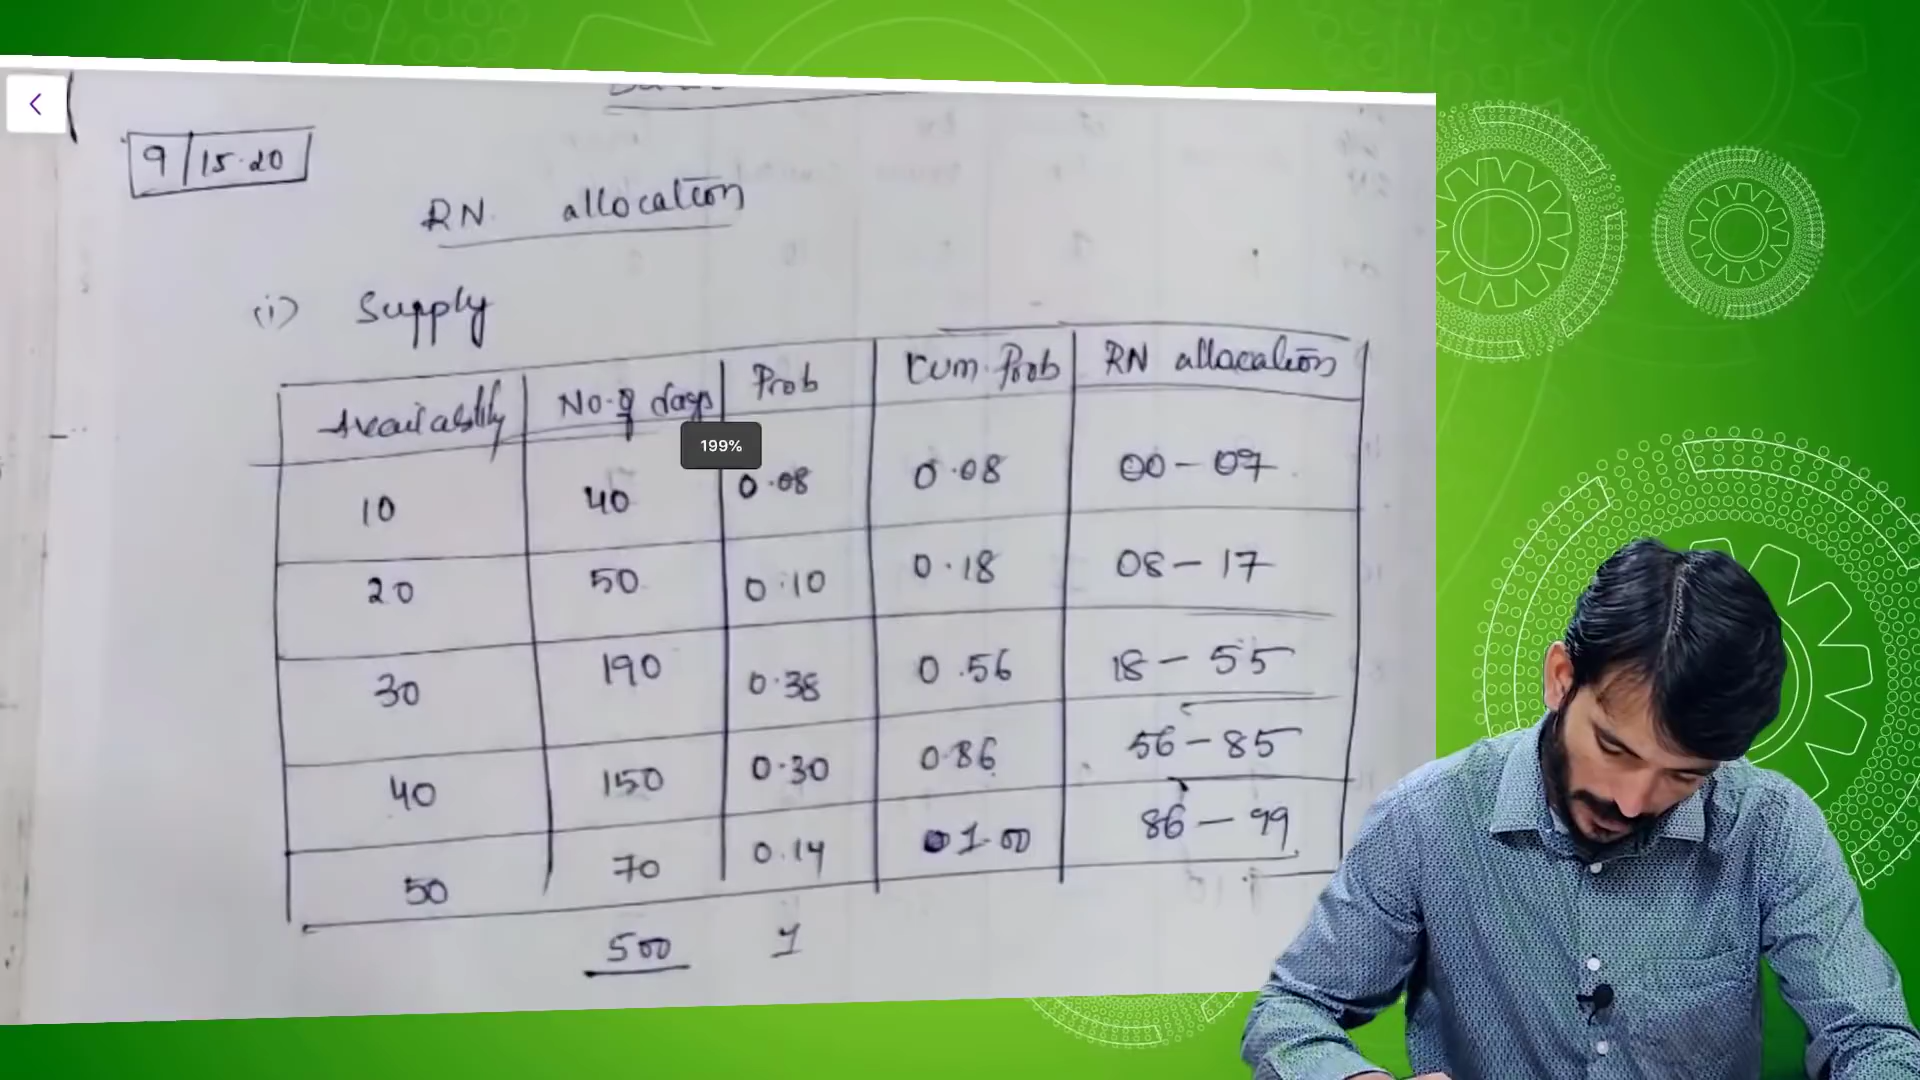 9/15.20
RN. allocation
(i) Supply
Availability No. of days Prob Cum. Prob RN allocation
199%
10 40 0.08 0.08 00 - 07
20 50 0.10 0.18 08 - 17
30 190 0.38 0.56 18 - 55
40 150 0.30 0.86 56 - 85
50 70 0.14 1.00 86 - 99
500 1